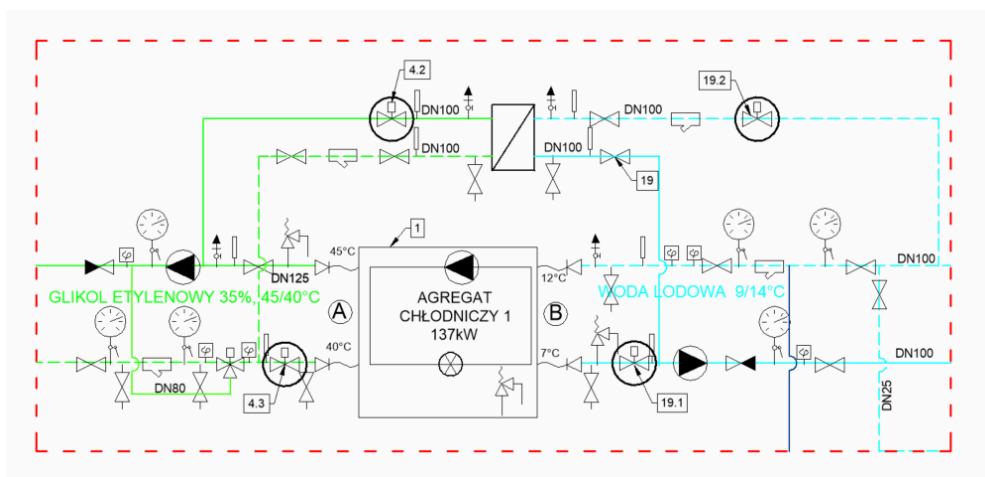 4.2
19.2
DN100
DN100
DN100
DN100
DN100
19
1
45°C
12°C
DN125
DN100
GLIKOL ETYLENOWY 35%, 45/40°C
AGREGAT
CHŁODNICZY 1
137kW
WODA LODOWA 9/14°C
A
B
40°C
7°C
DN100
DN80
4.3
19.1
DN25